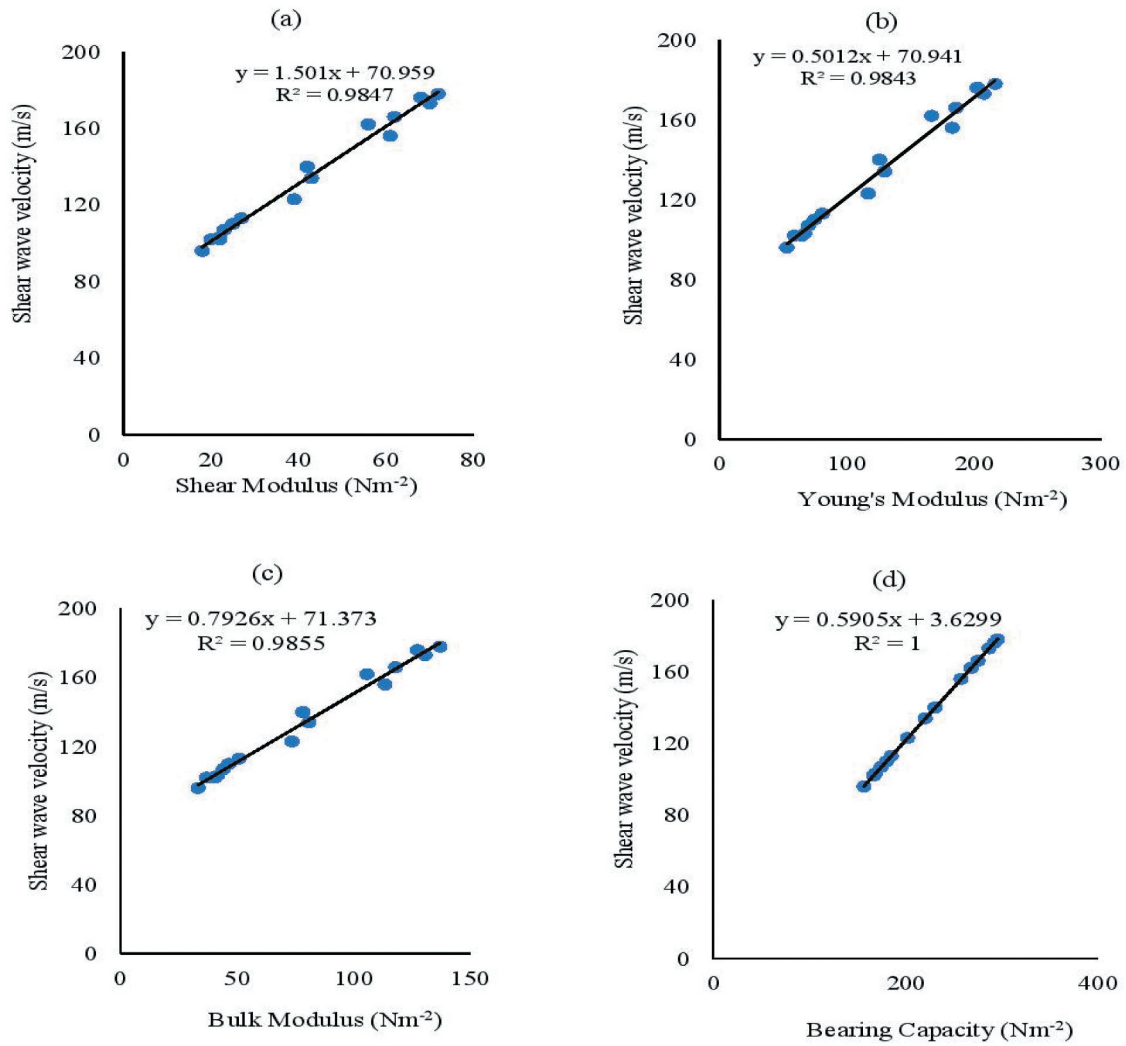 (a)
y = 1.501x + 70.959
R² = 0.9847
Shear wave velocity (m/s)
200
160
120
80
40
0
0 20 40 60 80
Shear Modulus (Nm⁻²)
(b)
y = 0.5012x + 70.941
R² = 0.9843
Shear wave velocity (m/s)
200
160
120
80
40
0
0 100 200 300
Young's Modulus (Nm⁻²)
(c)
y = 0.7926x + 71.373
R² = 0.9855
Shear wave velocity (m/s)
200
160
120
80
40
0
0 50 100 150
Bulk Modulus (Nm⁻²)
(d)
y = 0.5905x + 3.6299
R² = 1
Shear wave velocity (m/s)
200
160
120
80
40
0
0 200 400
Bearing Capacity (Nm⁻²)